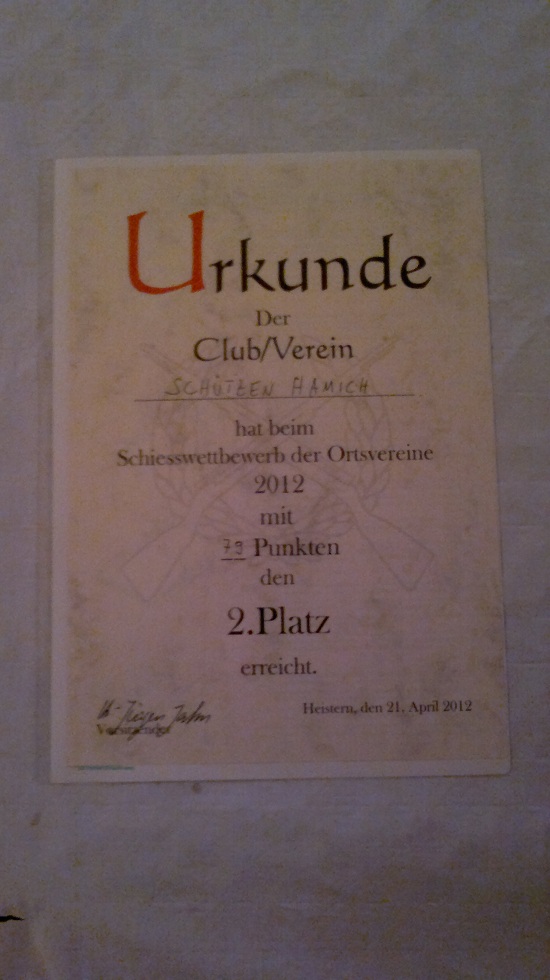 Urkunde
Der
Club/Verein
SCHÜTZEN HAMICH
hat beim
Schiesswettbewerb der Ortsvereine
2012
mit
79 Punkten
den
2.Platz
erreicht.
Heistern, den 21. April 2012